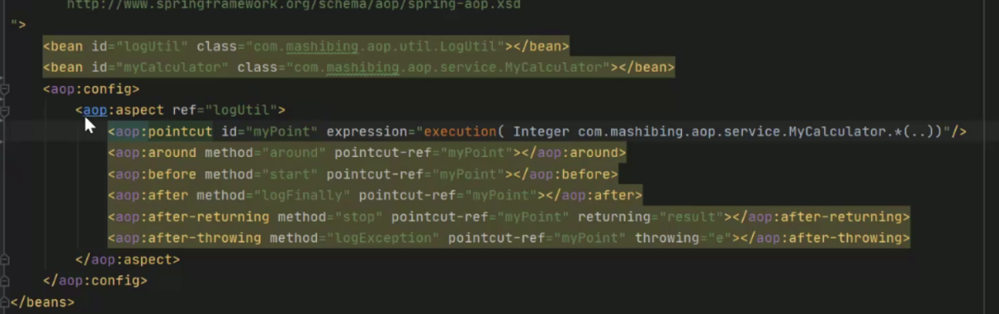 http://www.springframework.org/schema/aop/spring-aop.xsd
">
<bean id="logUtil" class="com.mashibing.aop.util.LogUtil"></bean>
<bean id="myCalculator" class="com.mashibing.aop.service.MyCalculator"></bean>
<aop:config>
<aop:aspect ref="logUtil">
<aop:pointcut id="myPoint" expression="execution( Integer com.mashibing.aop.service.MyCalculator.*(..))"/>
<aop:around method="around" pointcut-ref="myPoint"></aop:around>
<aop:before method="start" pointcut-ref="myPoint"></aop:before>
<aop:after method="logFinally" pointcut-ref="myPoint"></aop:after>
<aop:after-returning method="stop" pointcut-ref="myPoint" returning="result"></aop:after-returning>
<aop:after-throwing method="logException" pointcut-ref="myPoint" throwing="e"></aop:after-throwing>
</aop:aspect>
</aop:config>
</beans>